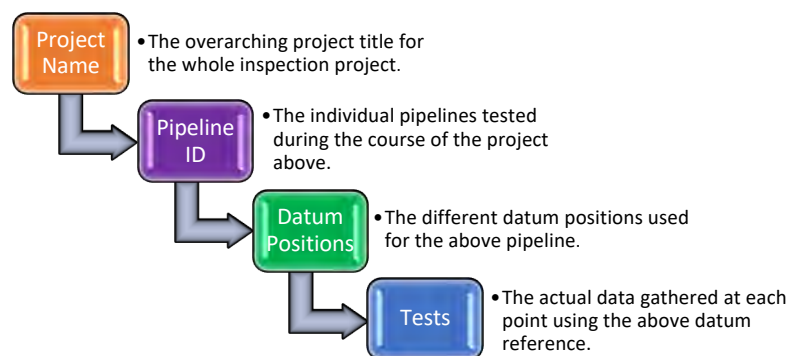 Project
Name
•The overarching project title for
the whole inspection project.
Pipeline
ID
•The individual pipelines tested
during the course of the project
above.
Datum
Positions
•The different datum positions used
for the above pipeline.
Tests
•The actual data gathered at each
point using the above datum
reference.